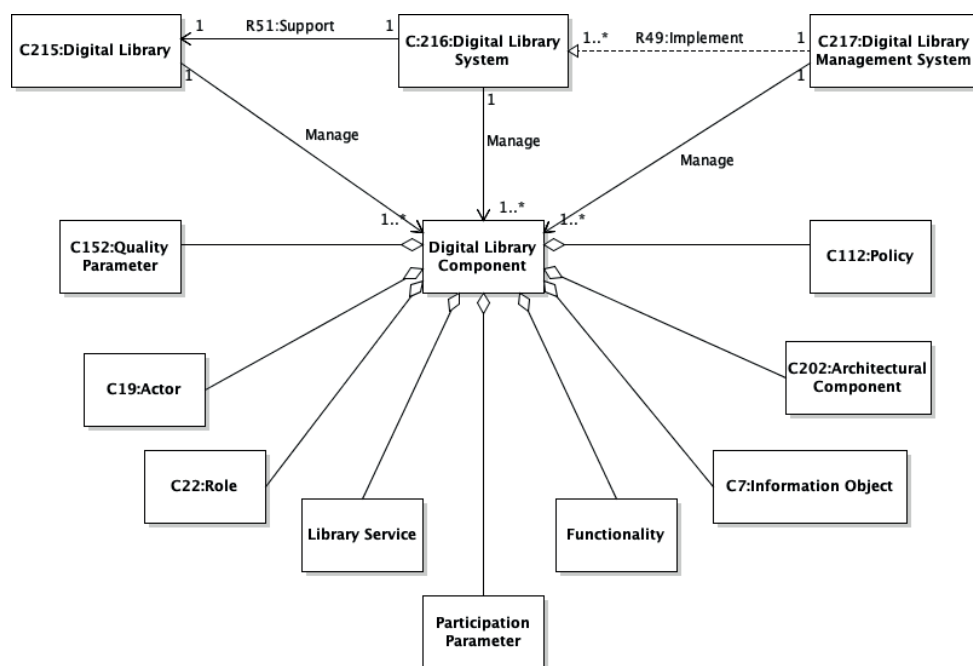 1
R51:Support
1
1..*
R49:Implement
1
C215:Digital Library
C:216:Digital Library
System
C217:Digital Library
Management System
1
1
1
Manage
Manage
Manage
1..*
1..*
1..*
C152:Quality
Parameter
Digital Library
Component
C112:Policy
C19:Actor
C202:Architectural
Component
C22:Role
C7:Information Object
Library Service
Functionality
Participation
Parameter